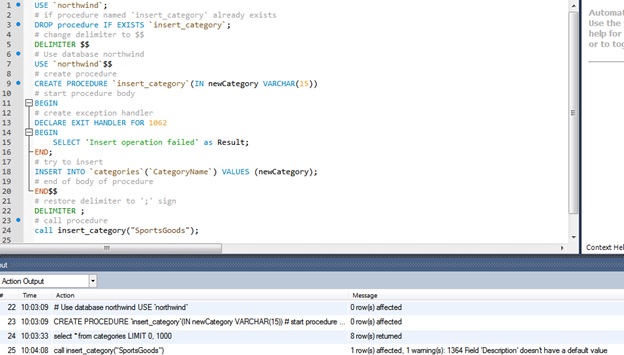 1 USE `northwind`;
2 # if procedure named 'insert_category' already exists
3 DROP procedure IF EXISTS `insert_category`;
4 # change delimiter to $$
5 DELIMITER $$
6 # Use database northwind
7 USE `northwind`$$
8 # create procedure
9 CREATE PROCEDURE `insert_category`(IN newCategory VARCHAR(15))
10 # start procedure body
11 BEGIN
12 # create exception handler
13 DECLARE EXIT HANDLER FOR 1062
14 BEGIN
15 SELECT 'Insert operation failed' as Result;
16 END;
17 # try to insert
18 INSERT INTO `categories`(`CategoryName`) VALUES (newCategory);
19 # end of body of procedure
20 END$$
21 # restore delimiter to ';' sign
22 DELIMITER ;
23 # call procedure
24 call insert_category("SportsGoods");
25
Automat
Use the
help for
or to tog
Context Hel
put
Action Output
# Time Action Message
22 10:03:09 # Use database northwind USE `northwind` 0 row(s) affected
23 10:03:09 CREATE PROCEDURE `insert_category`(IN newCategory VARCHAR(15)) # start procedure ... 0 row(s) affected
24 10:03:33 select * from categories LIMIT 0, 1000 8 row(s) returned
25 10:04:08 call insert_category("SportsGoods") 1 row(s) affected, 1 warning(s): 1364 Field 'Description' doesn't have a default value